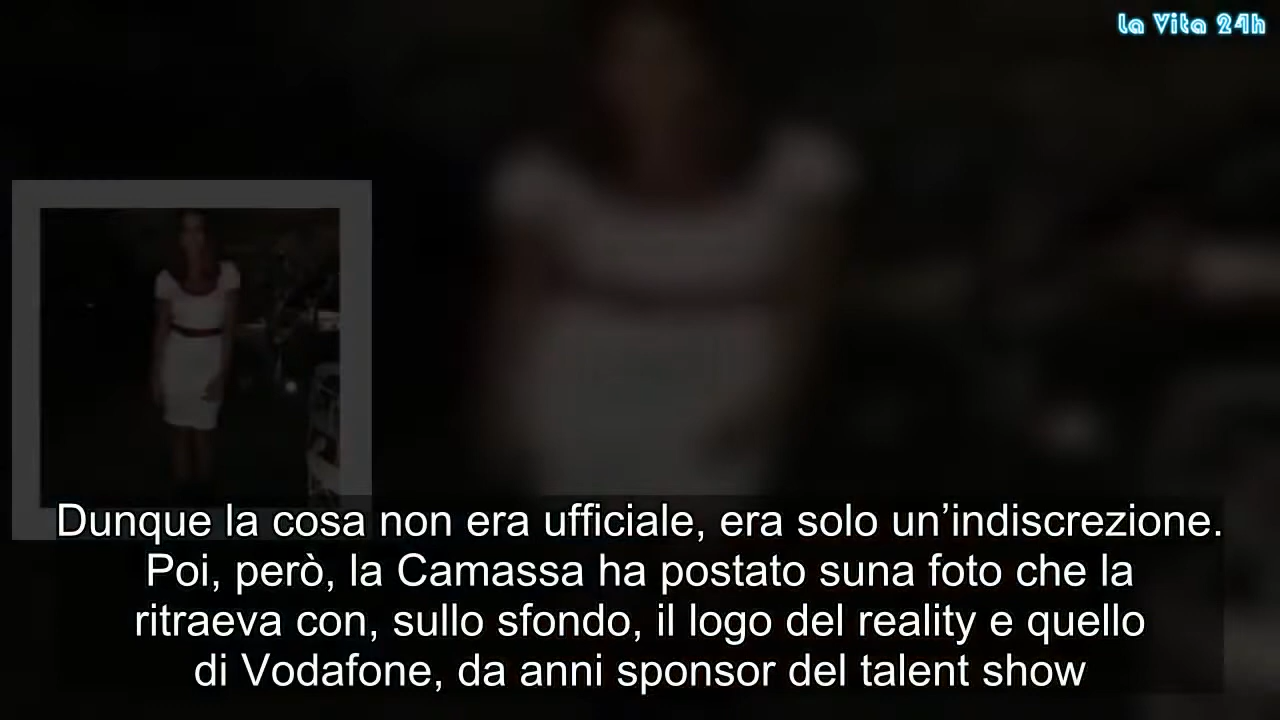 La Vita 24h
Dunque la cosa non era ufficiale, era solo un’indiscrezione.
Poi, però, la Camassa ha postato suna foto che la
ritraeva con, sullo sfondo, il logo del reality e quello
di Vodafone, da anni sponsor del talent show